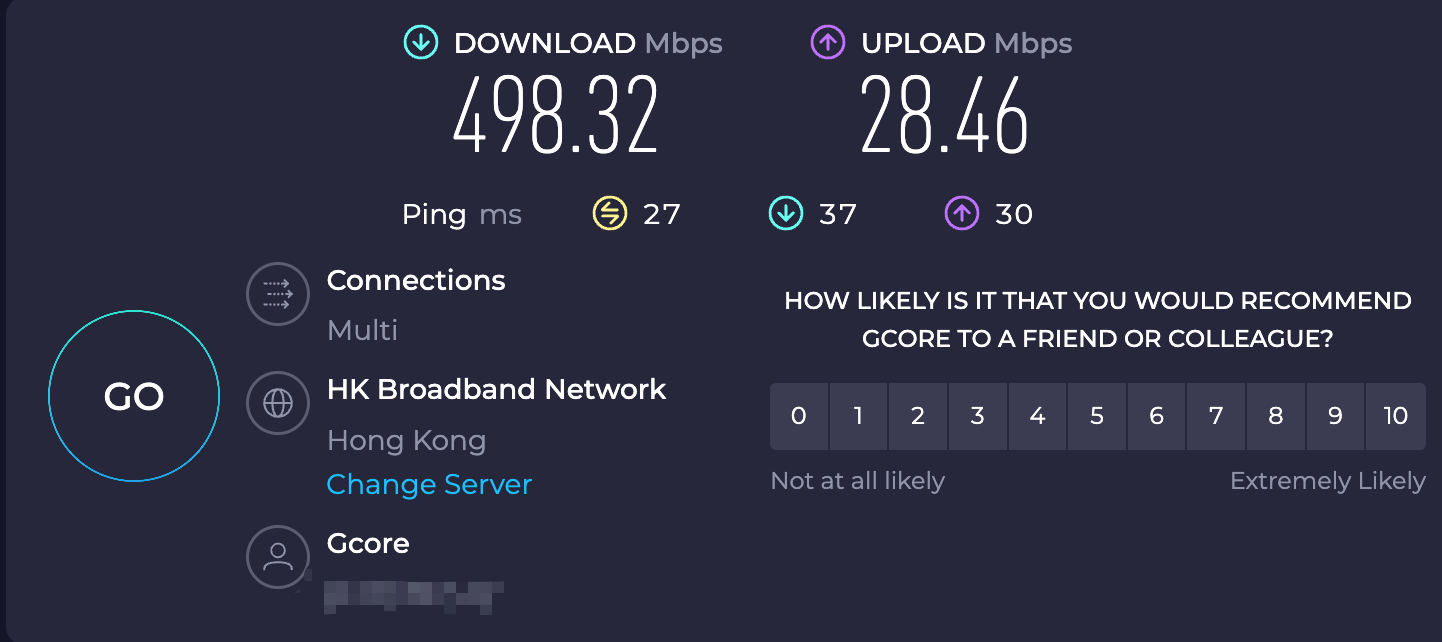 DOWNLOAD Mbps
498.32
UPLOAD Mbps
28.46
Ping ms 27 37 30
GO
Connections
Multi
HK Broadband Network
Hong Kong
Change Server
Gcore
HOW LIKELY IS IT THAT YOU WOULD RECOMMEND
GCORE TO A FRIEND OR COLLEAGUE?
0 1 2 3 4 5 6 7 8 9 10
Not at all likely
Extremely Likely